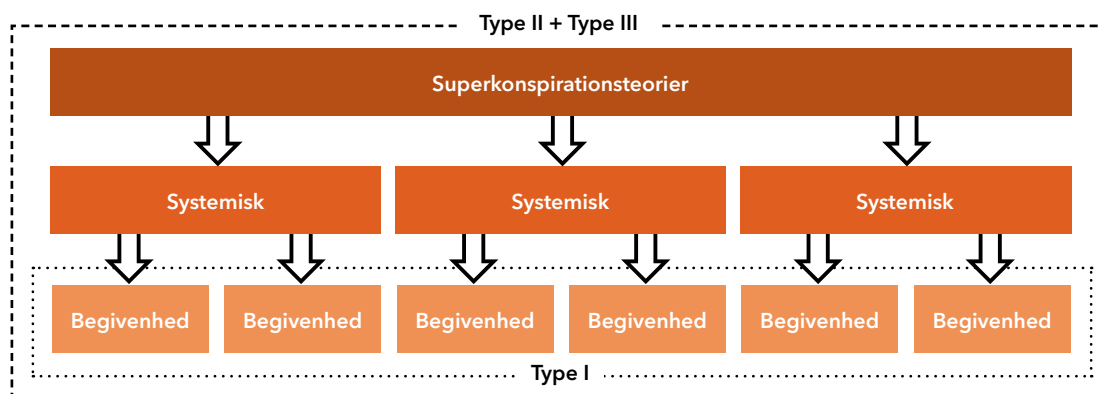 Type II + Type III
Superkonspirationsteorier
Systemisk Systemisk Systemisk
Begivenhed Begivenhed Begivenhed Begivenhed Begivenhed Begivenhed
Type I